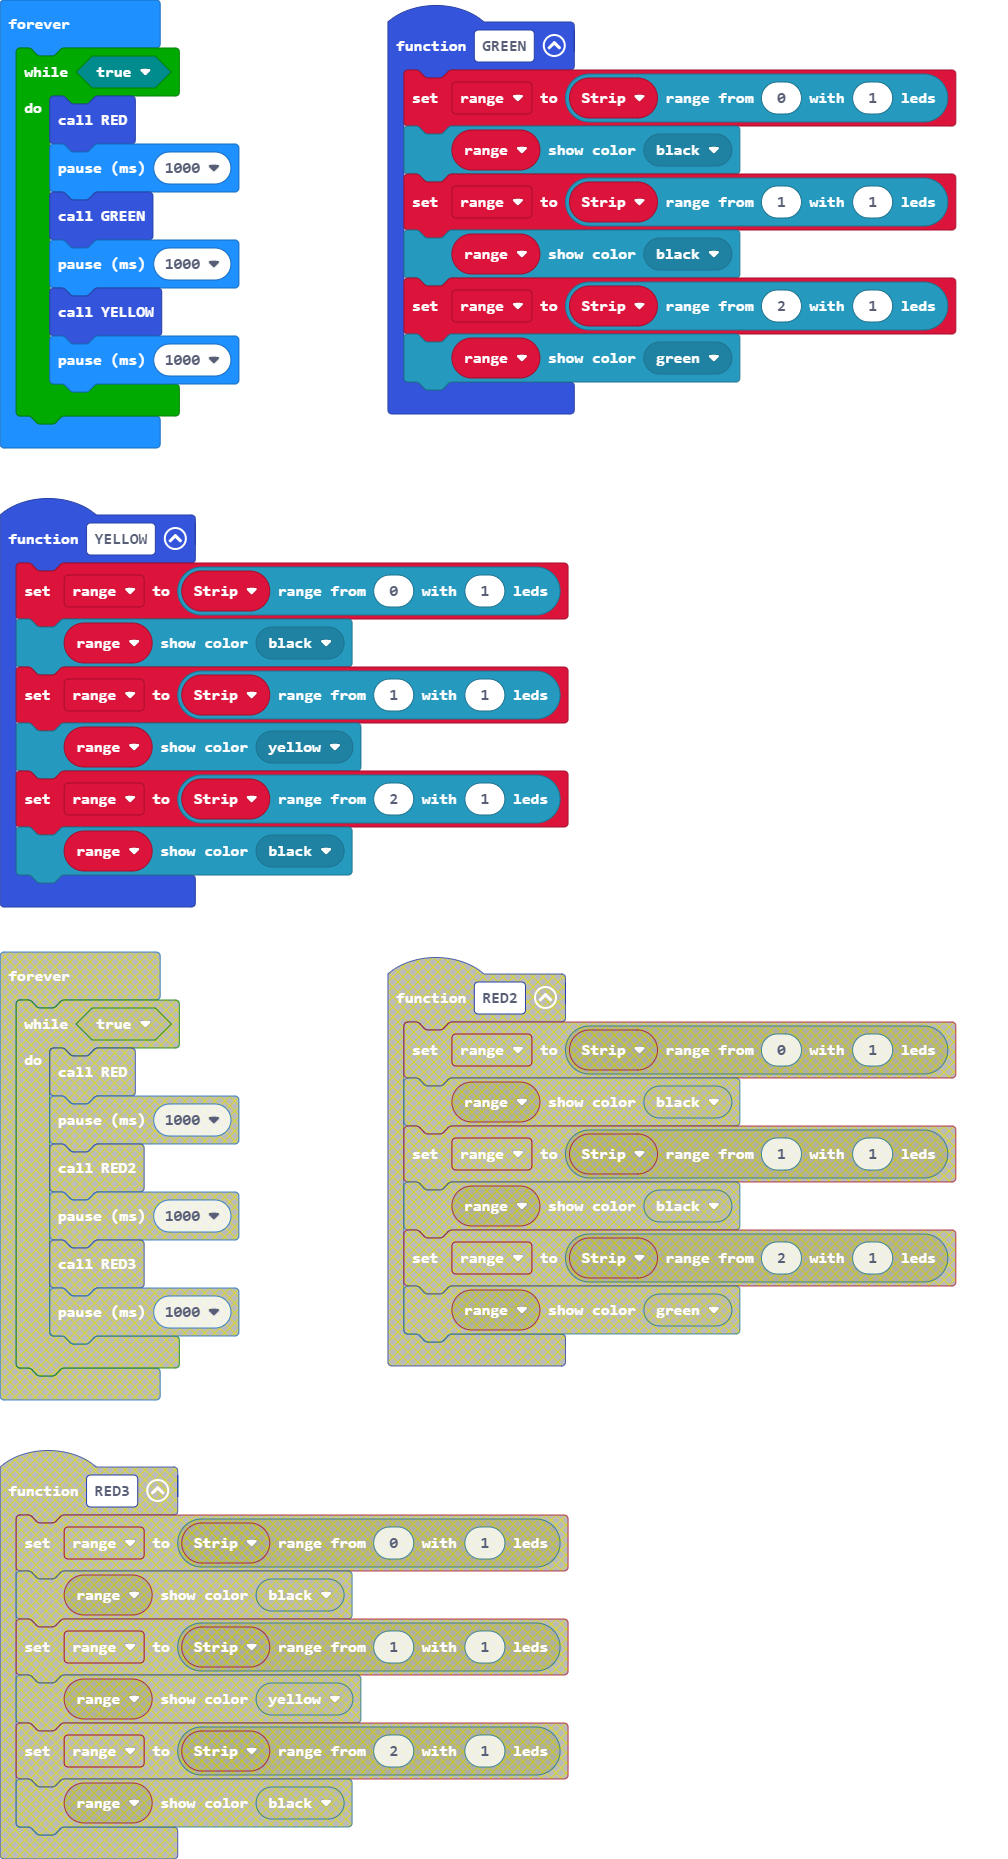 forever
while true
do
call RED
pause (ms) 1000
call GREEN
pause (ms) 1000
call YELLOW
pause (ms) 1000
function GREEN
set range to Strip range from 0 with 1 leds
range show color black
set range to Strip range from 1 with 1 leds
range show color black
set range to Strip range from 2 with 1 leds
range show color green
function YELLOW
set range to Strip range from 0 with 1 leds
range show color black
set range to Strip range from 1 with 1 leds
range show color yellow
set range to Strip range from 2 with 1 leds
range show color black
forever
while true
do
call RED
pause (ms) 1000
call RED2
pause (ms) 1000
call RED3
pause (ms) 1000
function RED2
set range to Strip range from 0 with 1 leds
range show color black
set range to Strip range from 1 with 1 leds
range show color black
set range to Strip range from 2 with 1 leds
range show color green
function RED3
set range to Strip range from 0 with 1 leds
range show color black
set range to Strip range from 1 with 1 leds
range show color yellow
set range to Strip range from 2 with 1 leds
range show color black